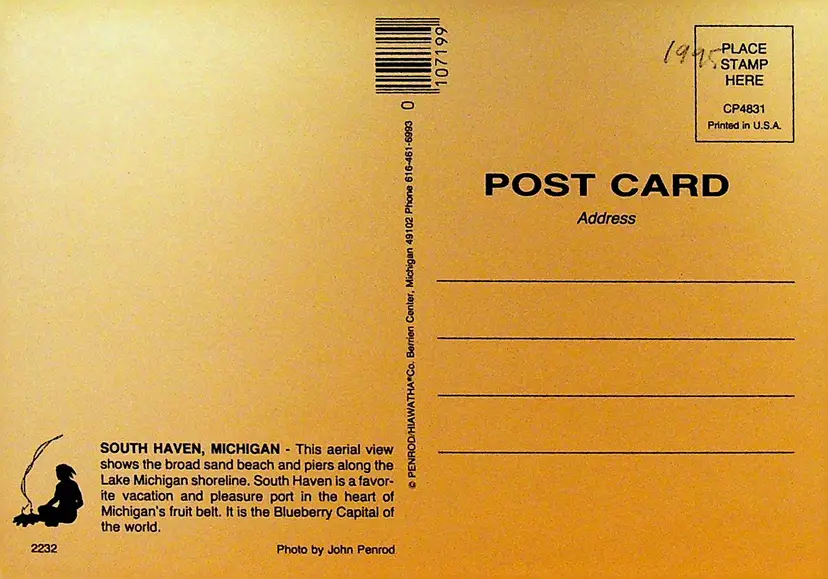 0 107199
1995
PLACE
STAMP
HERE
CP4831
Printed in U.S.A.
POST CARD
Address
© PENROD/HIAWATHA®Co. Berrien Center, Michigan 49102 Phone 616-461-6993
SOUTH HAVEN, MICHIGAN - This aerial view
shows the broad sand beach and piers along the
Lake Michigan shoreline. South Haven is a favor-
ite vacation and pleasure port in the heart of
Michigan's fruit belt. It is the Blueberry Capital of
the world.
2232
Photo by John Penrod